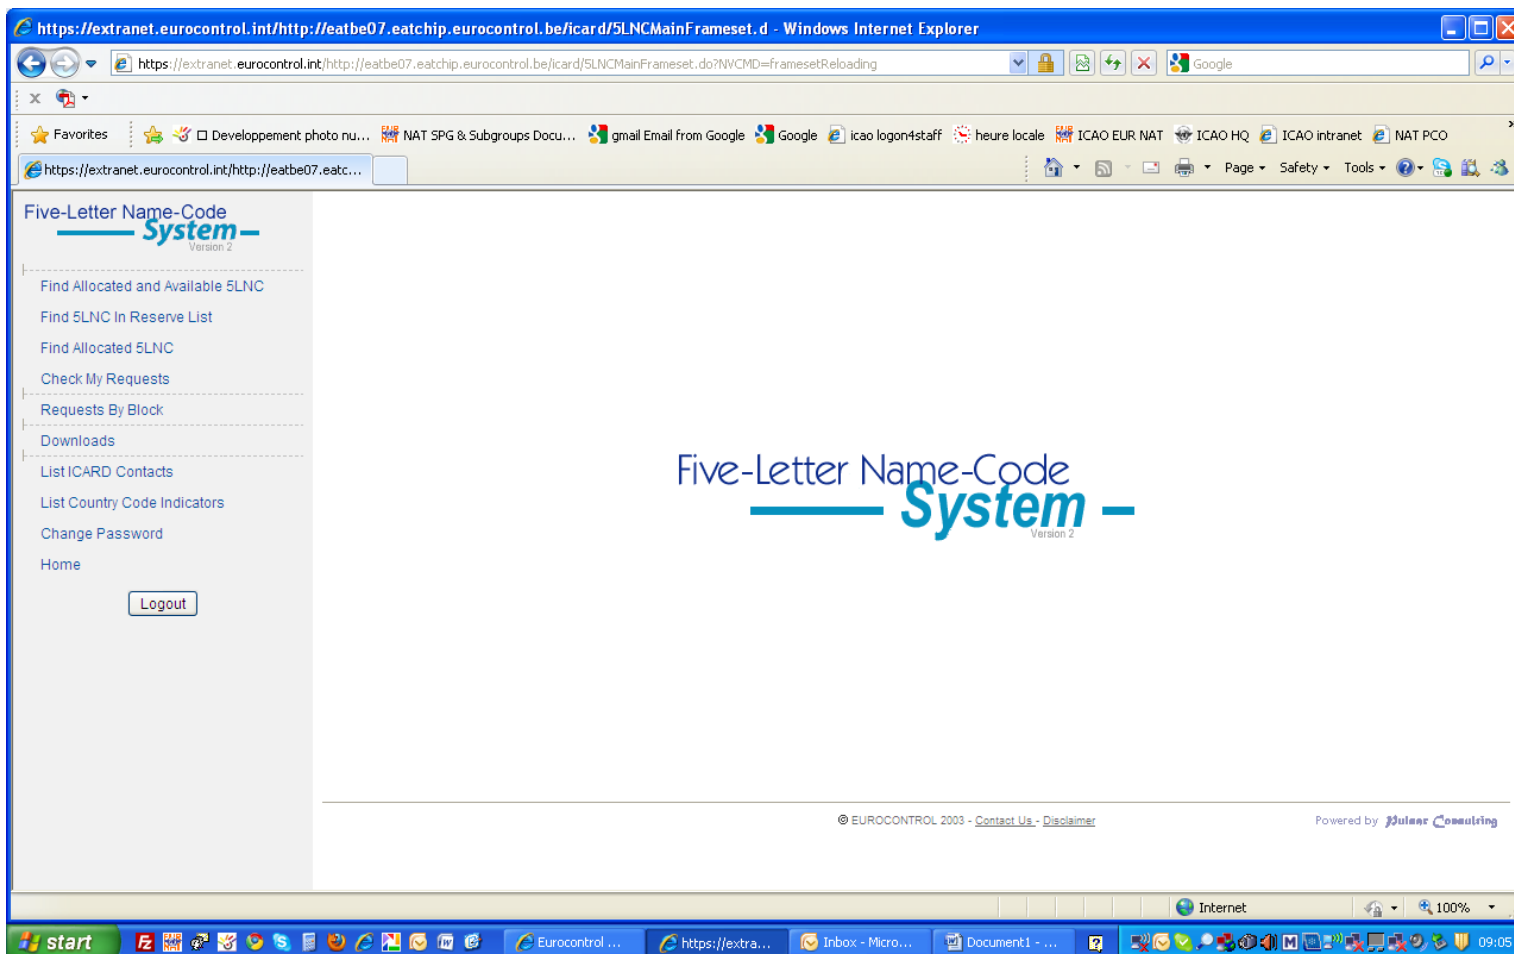 https://extranet.eurocontrol.int/http://eatbe07.eatchip.eurocontrol.be/icard/5LNCMainFrameset.d - Windows Internet Explorer
https://extranet.eurocontrol.int/http://eatbe07.eatchip.eurocontrol.be/icard/5LNCMainFrameset.do?NVCMD=framesetReloading
Google
Favorites
Developpement photo nu...
NAT SPG & Subgroups Docu...
gmail Email from Google
Google
icao logon4staff
heure locale
ICAO EUR NAT
ICAO HQ
ICAO intranet
NAT PCO
https://extranet.eurocontrol.int/http://eatbe07.eatc...
Page
Safety
Tools
Five-Letter Name-Code
System
Version 2
Find Allocated and Available 5LNC
Find 5LNC In Reserve List
Find Allocated 5LNC
Check My Requests
Requests By Block
Downloads
List ICARD Contacts
List Country Code Indicators
Change Password
Home
Logout
Five-Letter Name-Code
System
Version 2
© EUROCONTROL 2003 - Contact Us - Disclaimer
Powered by Pulsar Consulting
Internet
100%
start
Eurocontrol ...
https://extra...
Inbox - Micro...
Document1 - ...
09:05